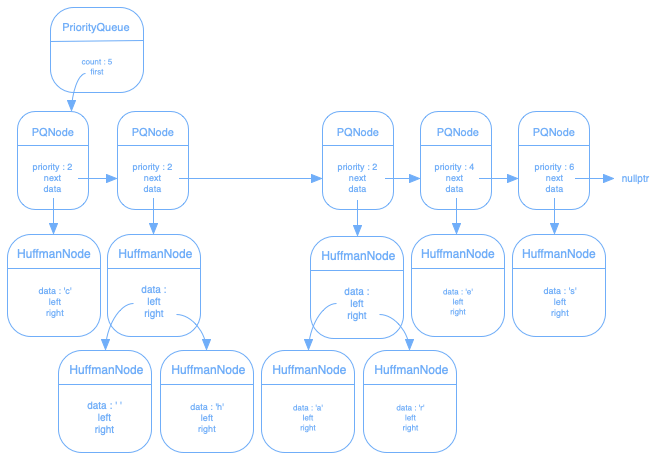 PriorityQueue
count : 5
first
PQNode
priority : 2
next
data
PQNode
priority : 2
next
data
PQNode
priority : 2
next
data
PQNode
priority : 4
next
data
PQNode
priority : 6
next
data
nullptr
HuffmanNode
data : 'c'
left
right
HuffmanNode
data :
left
right
HuffmanNode
data :
left
right
HuffmanNode
data : 'e'
left
right
HuffmanNode
data : 's'
left
right
HuffmanNode
data : ' '
left
right
HuffmanNode
data : 'h'
left
right
HuffmanNode
data : 'a'
left
right
HuffmanNode
data : 'r'
left
right